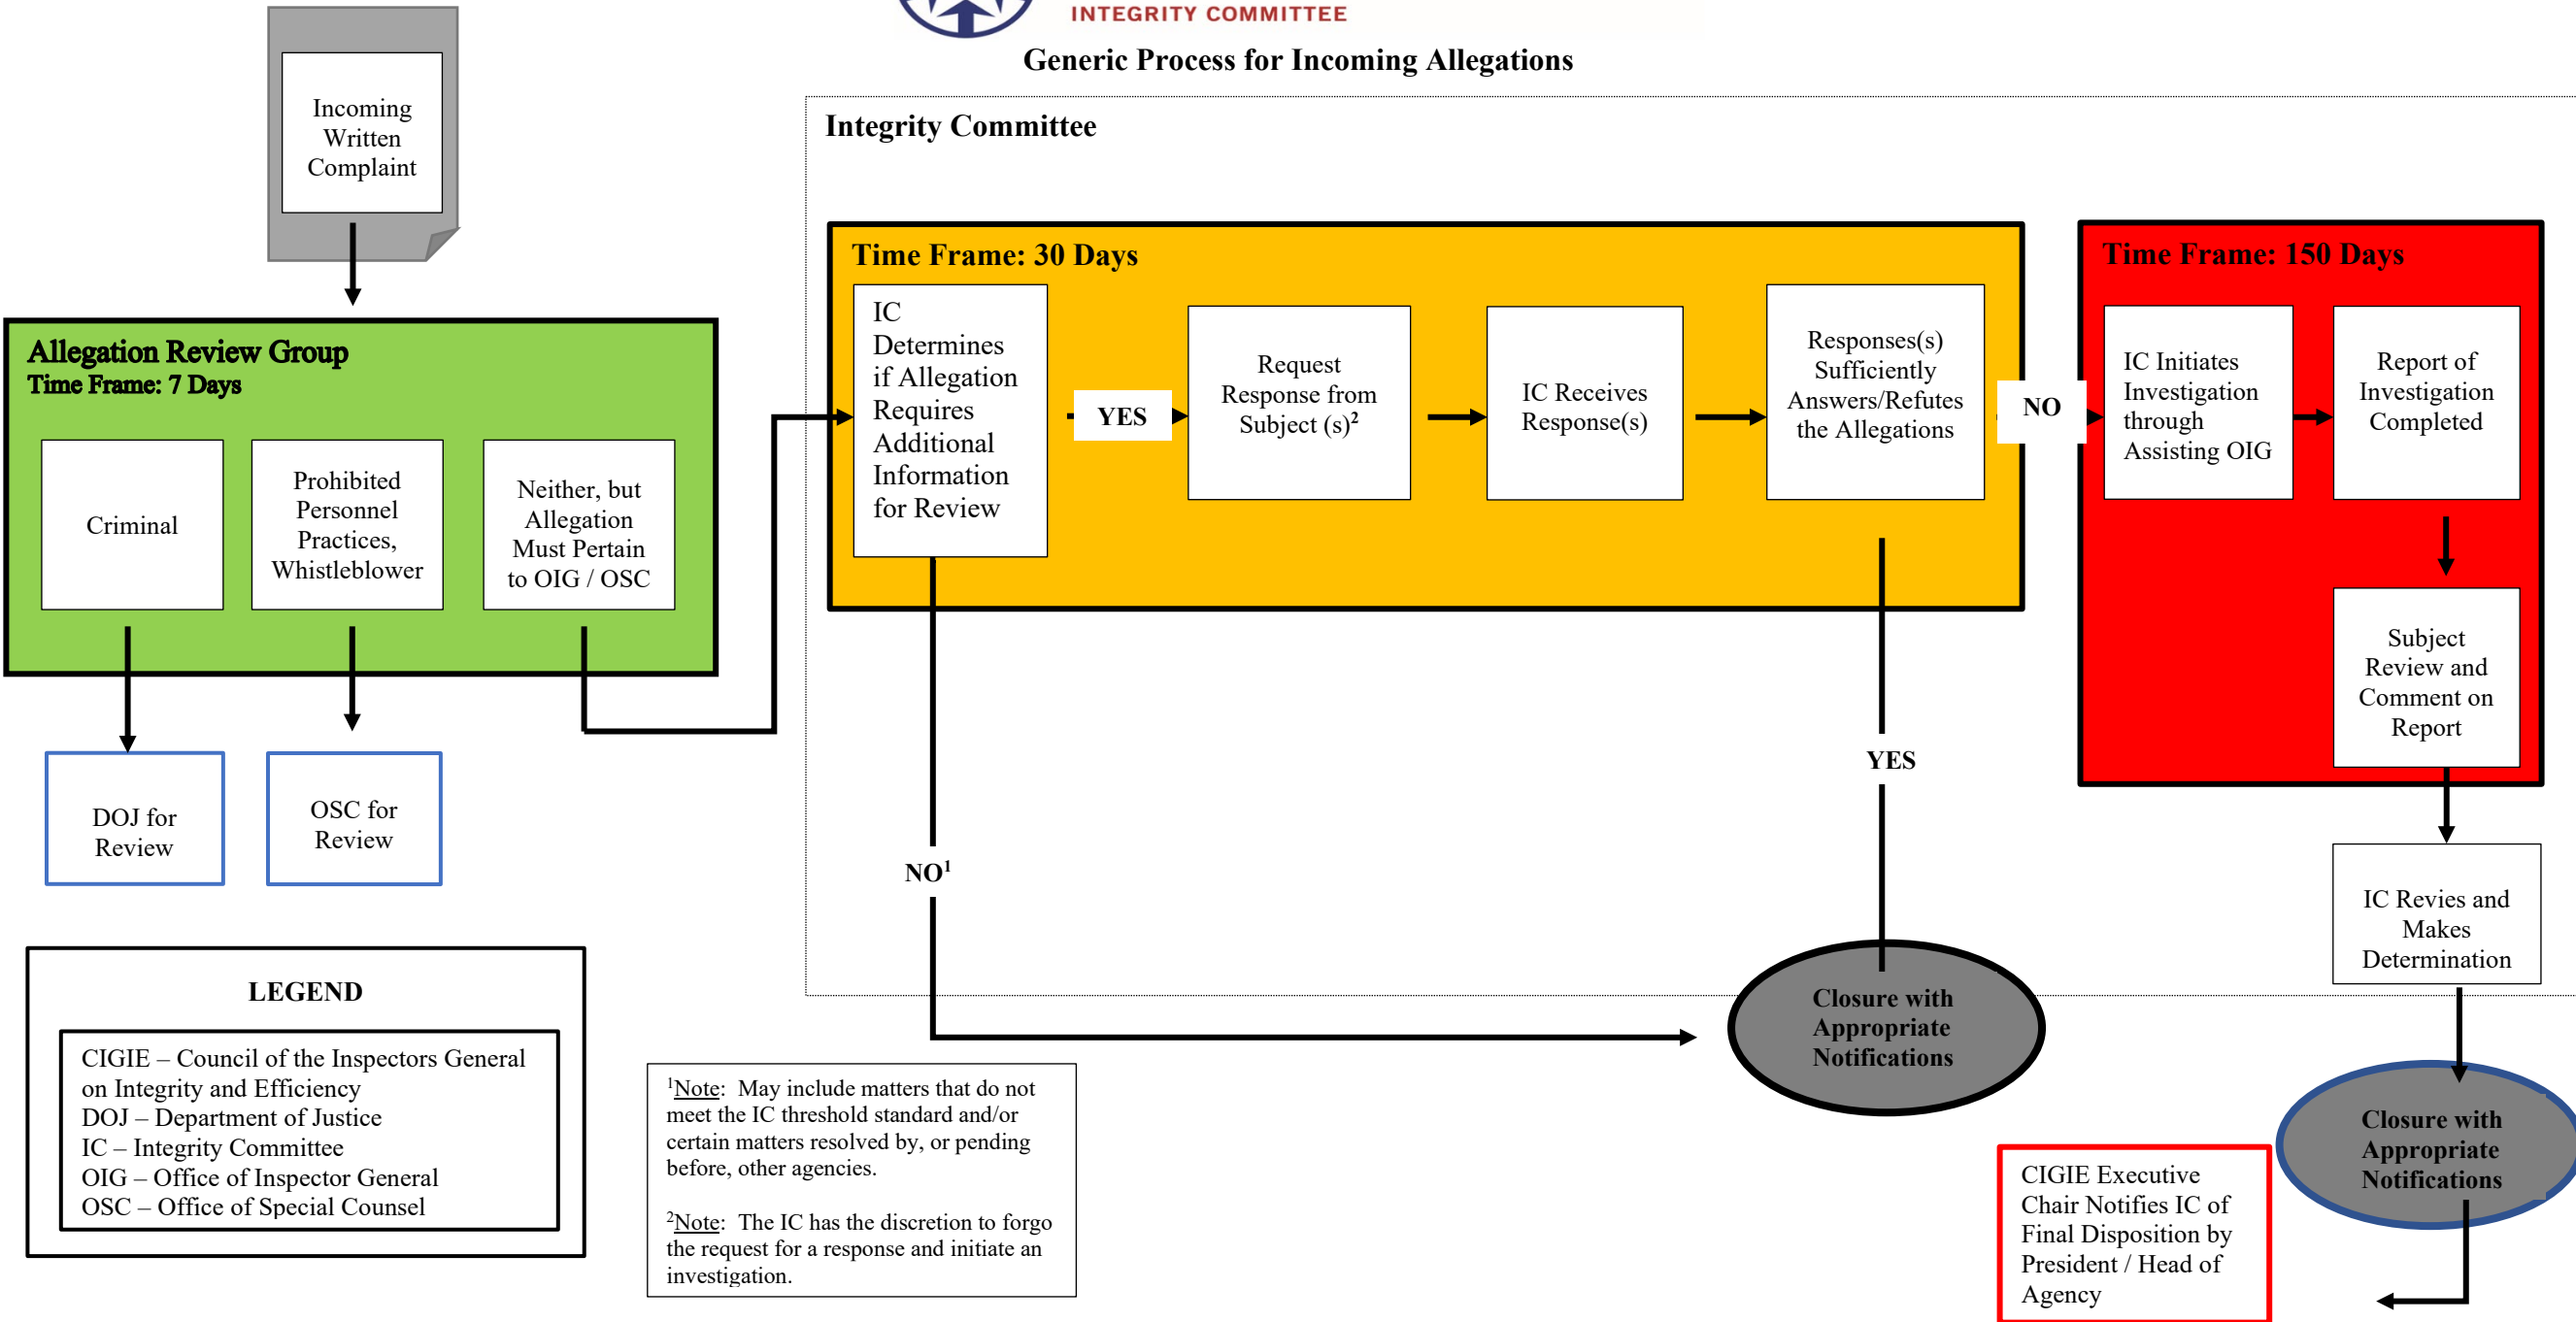 INTEGRITY COMMITTEE
Generic Process for Incoming Allegations
Incoming
Written
Complaint
Allegation Review Group
Time Frame: 7 Days
Criminal
Prohibited
Personnel
Practices,
Whistleblower
Neither, but
Allegation
Must Pertain
to OIG / OSC
DOJ for
Review
OSC for
Review
Integrity Committee
Time Frame: 30 Days
IC
Determines
if Allegation
Requires
Additional
Information
for Review
YES
Request
Response from
Subject (s)²
IC Receives
Response(s)
Responses(s)
Sufficiently
Answers/Refutes
the Allegations
NO
Time Frame: 150 Days
IC Initiates
Investigation
through
Assisting OIG
Report of
Investigation
Completed
Subject
Review and
Comment on
Report
YES
NO¹
IC Revies and
Makes
Determination
Closure with
Appropriate
Notifications
Closure with
Appropriate
Notifications
CIGIE Executive
Chair Notifies IC of
Final Disposition by
President / Head of
Agency
LEGEND
CIGIE – Council of the Inspectors General
on Integrity and Efficiency
DOJ – Department of Justice
IC – Integrity Committee
OIG – Office of Inspector General
OSC – Office of Special Counsel
¹Note:  May include matters that do not
meet the IC threshold standard and/or
certain matters resolved by, or pending
before, other agencies.
²Note:  The IC has the discretion to forgo
the request for a response and initiate an
investigation.